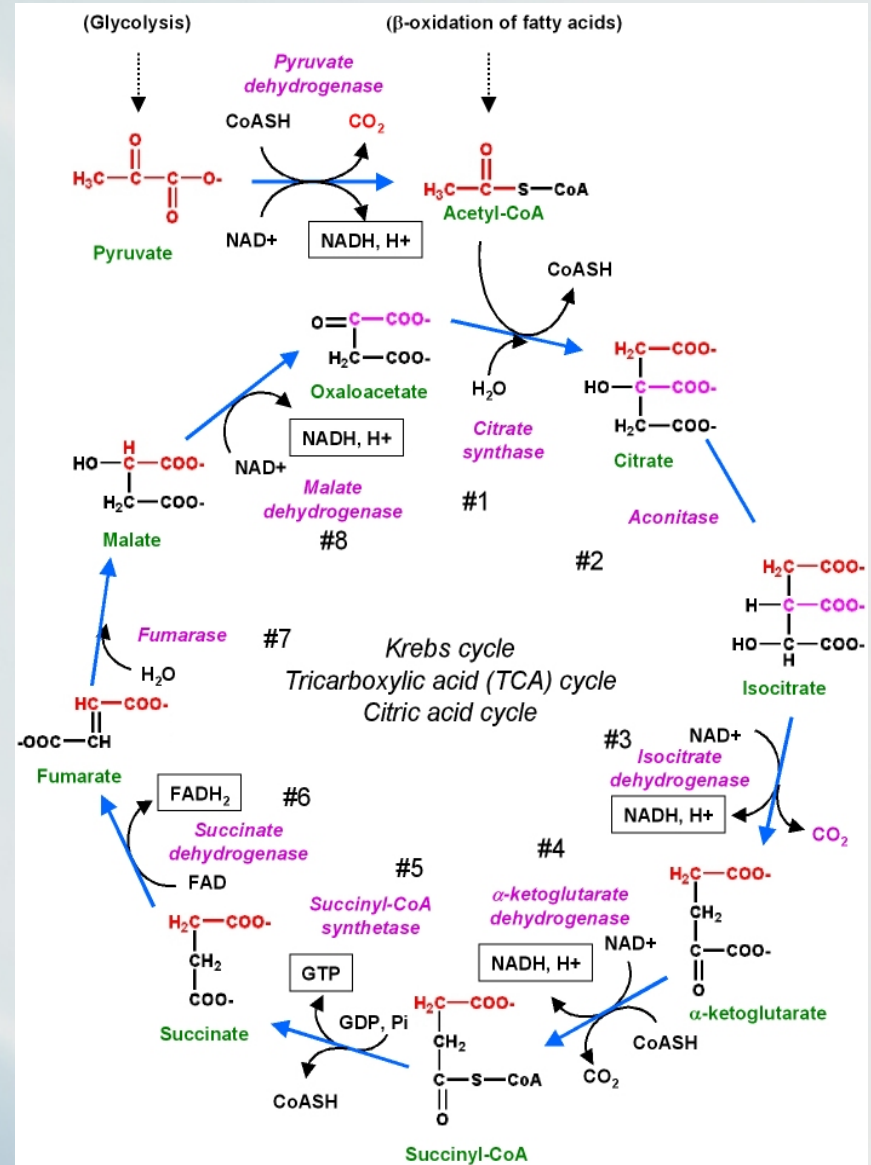 (Glycolysis)
(β-oxidation of fatty acids)
Pyruvate
dehydrogenase
CoASH
CO2
O
H3C—C—C—O-
O
Pyruvate
NAD+
NADH, H+
O
H3C—C—S—CoA
Acetyl-CoA
CoASH
O=C—COO-
H2C—COO-
Oxaloacetate
H2O
Citrate
synthase
#1
H2C—COO-
HO—C—COO-
H2C—COO-
Citrate
Aconitase
#2
H2C—COO-
H—C—COO-
HO—C—COO-
H
Isocitrate
#3
NAD+
Isocitrate
dehydrogenase
NADH, H+
CO2
H2C—COO-
CH2
C—COO-
O
α-ketoglutarate
#4
α-ketoglutarate
dehydrogenase
NAD+
NADH, H+
CoASH
CO2
H2C—COO-
CH2
C—S—CoA
O
Succinyl-CoA
#5
Succinyl-CoA
synthetase
GTP
GDP, Pi
CoASH
H2C—COO-
CH2
COO-
Succinate
FADH2
#6
Succinate
dehydrogenase
FAD
HC—COO-
-OOC—CH
Fumarate
Fumarase
#7
H2O
H
HO—C—COO-
H2C—COO-
Malate
NAD+
NADH, H+
Malate
dehydrogenase
#8
Krebs cycle
Tricarboxylic acid (TCA) cycle
Citric acid cycle